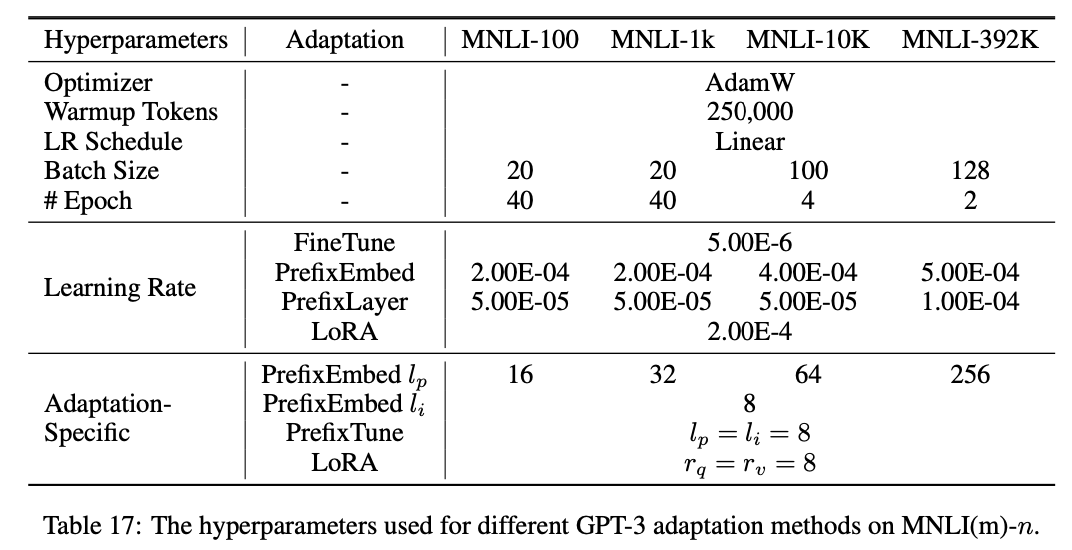 Hyperparameters Adaptation MNLI-100 MNLI-1k MNLI-10K MNLI-392K
Optimizer - AdamW
Warmup Tokens - 250,000
LR Schedule - Linear
Batch Size - 20 20 100 128
# Epoch - 40 40 4 2
FineTune 5.00E-6
PrefixEmbed 2.00E-04 2.00E-04 4.00E-04 5.00E-04
Learning Rate
PrefixLayer 5.00E-05 5.00E-05 5.00E-05 1.00E-04
LoRA 2.00E-4
PrefixEmbed lₚ 16 32 64 256
Adaptation- PrefixEmbed lᵢ 8
Specific PrefixTune lₚ = lᵢ = 8
LoRA r_q = r_v = 8
Table 17: The hyperparameters used for different GPT-3 adaptation methods on MNLI(m)-n.